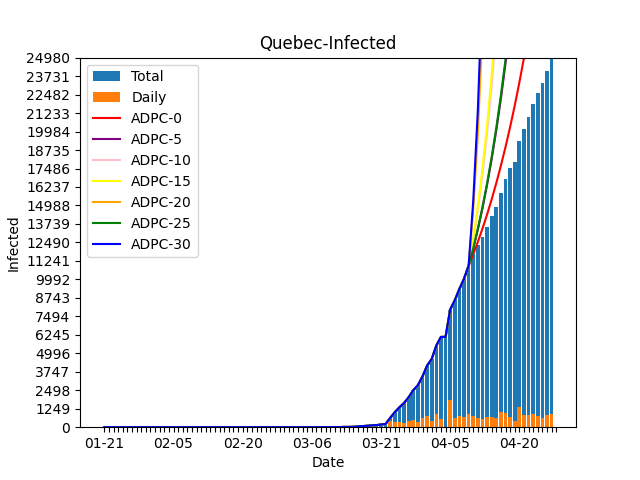 Quebec-Infected
24980
23731
22482
21233
19984
18735
17486
16237
14988
13739
12490
11241
9992
8743
7494
6245
4996
3747
2498
1249
0
Infected
Total
Daily
ADPC-0
ADPC-5
ADPC-10
ADPC-15
ADPC-20
ADPC-25
ADPC-30
01-21 02-05 02-20 03-06 03-21 04-05 04-20
Date